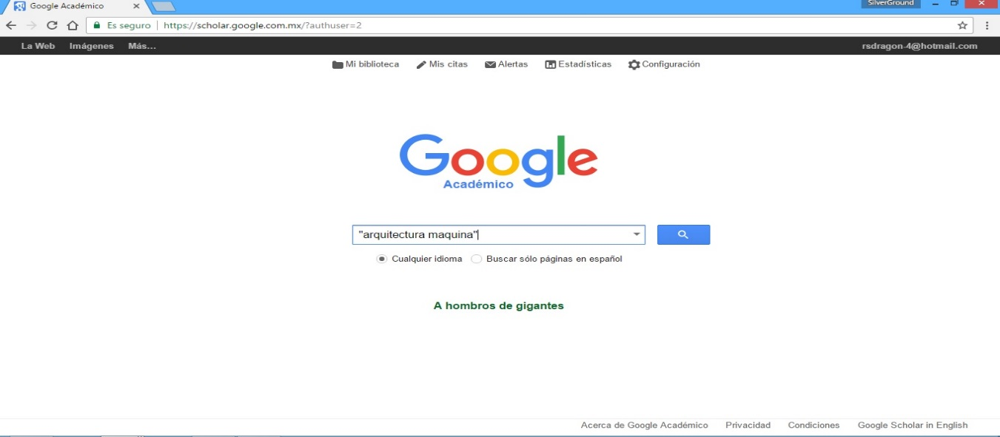 Google Académico
SilverGround
Es seguro | https://scholar.google.com.mx/?authuser=2
La Web Imágenes Más... rsdragon-4@hotmail.com
Mi biblioteca Mis citas Alertas Estadísticas Configuración
Google
Académico
"arquitectura maquina"
Cualquier idioma Buscar sólo páginas en español
A hombros de gigantes
Acerca de Google Académico Privacidad Condiciones Google Scholar in English